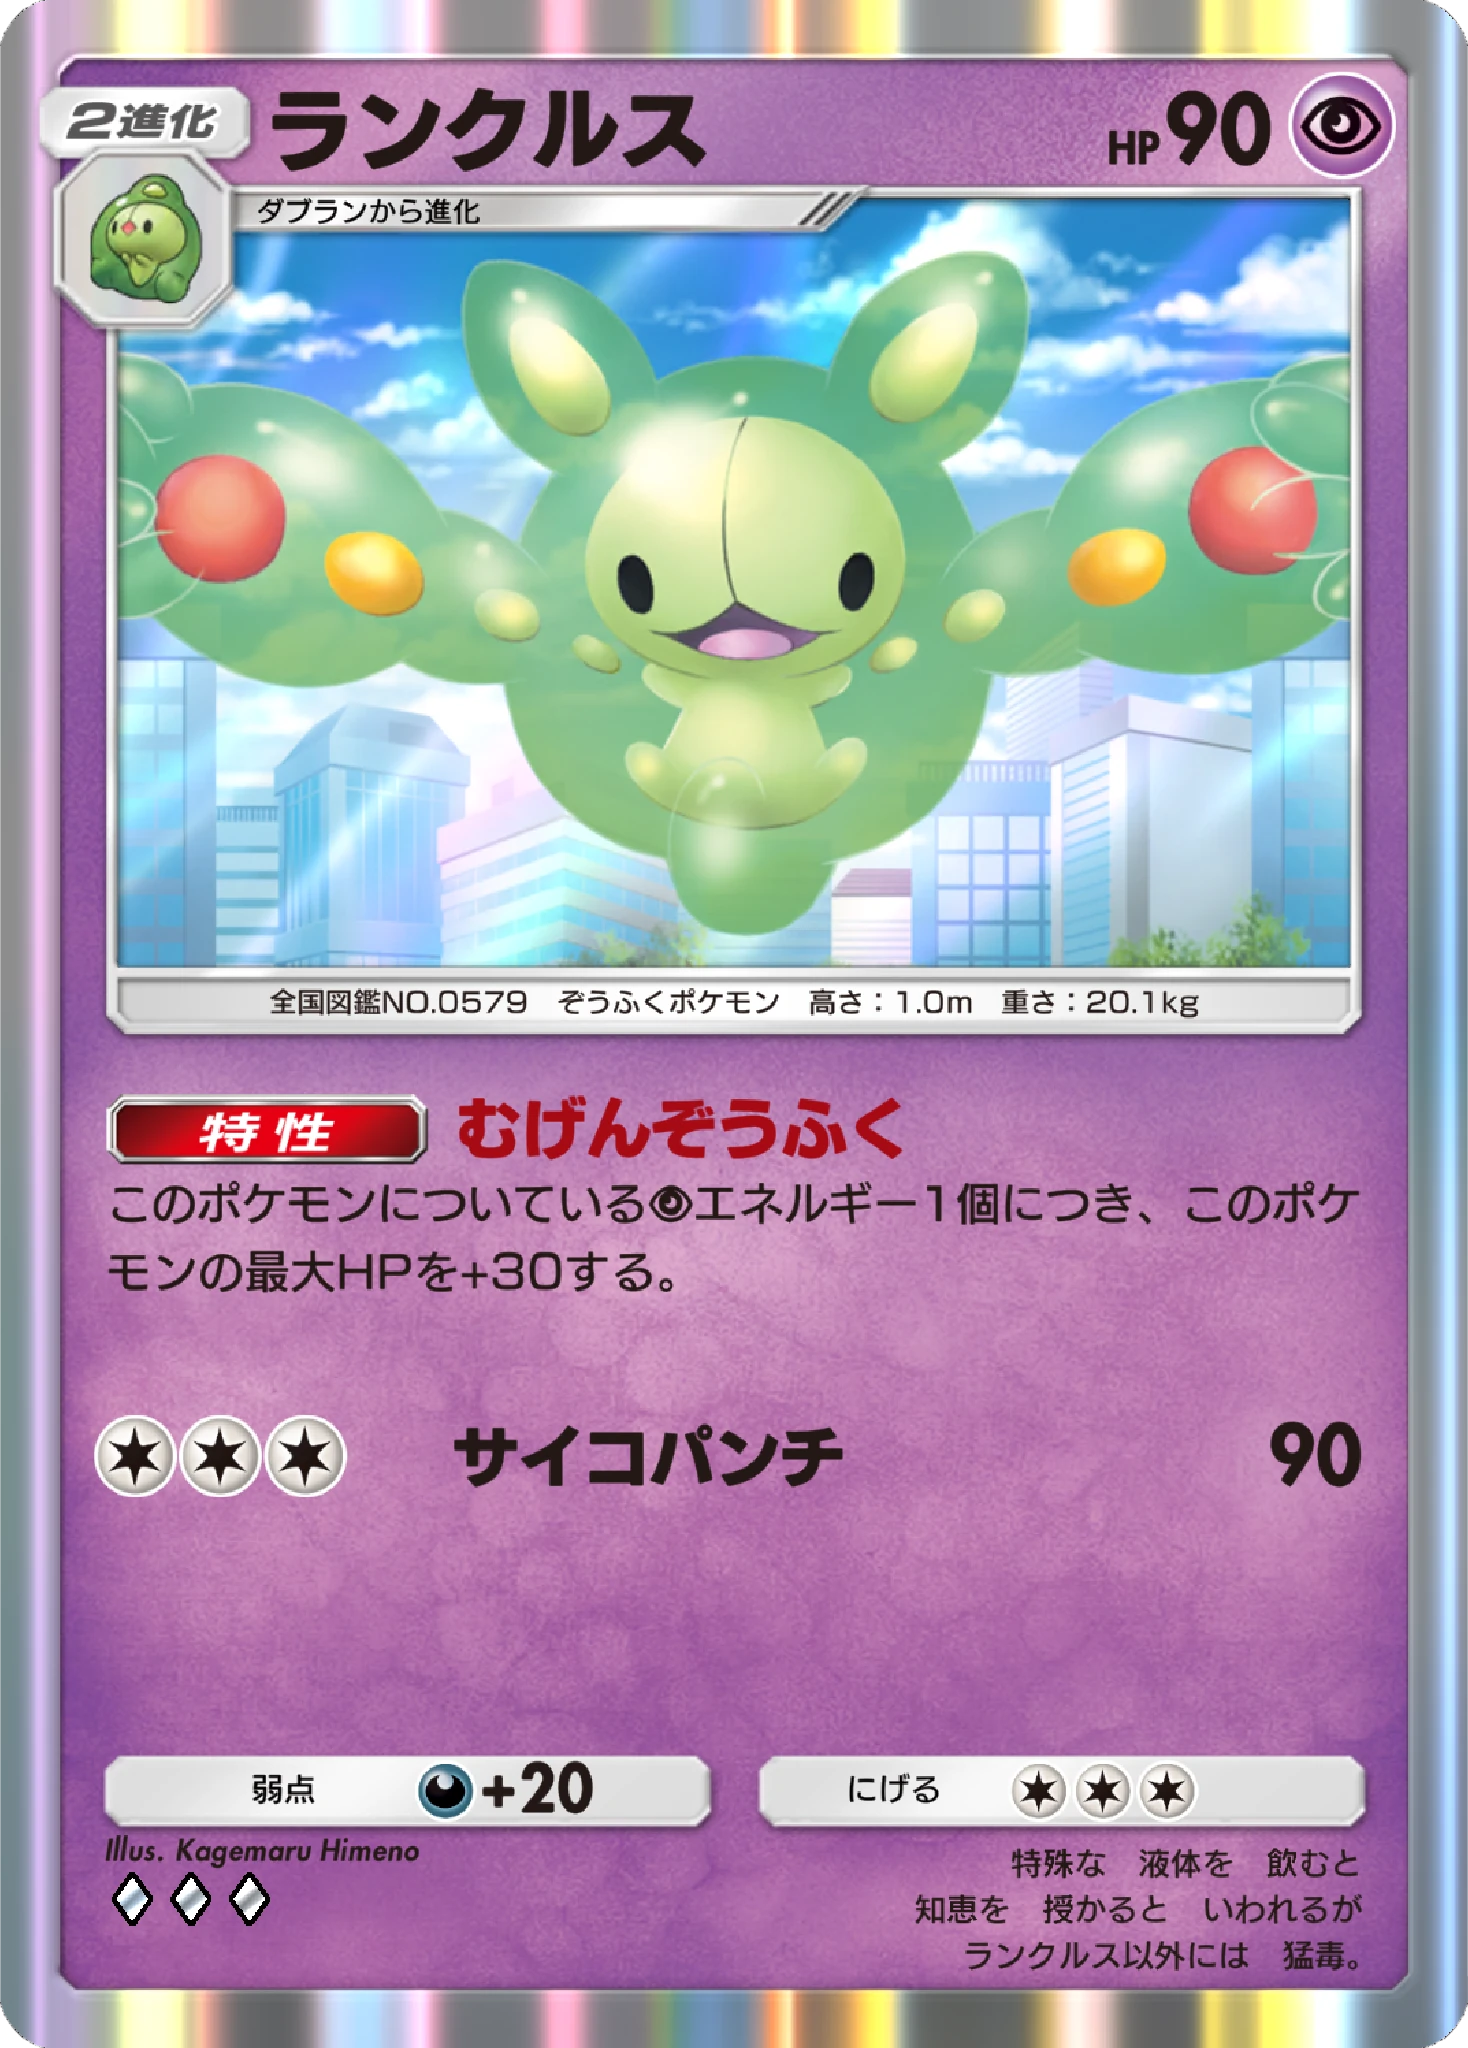 2進化
ランクルス
HP 90
ダブランから進化
全国図鑑NO.0579 ぞうふくポケモン 高さ：1.0m 重さ：20.1kg
特性 むげんぞうふく
このポケモンについているエネルギー1個につき、このポケ
モンの最大HPを+30する。
サイコパンチ 90
弱点 +20 にげる
Illus. Kagemaru Himeno
特殊な 液体を 飲むと
知恵を 授かると いわれるが
ランクルス以外には 猛毒。